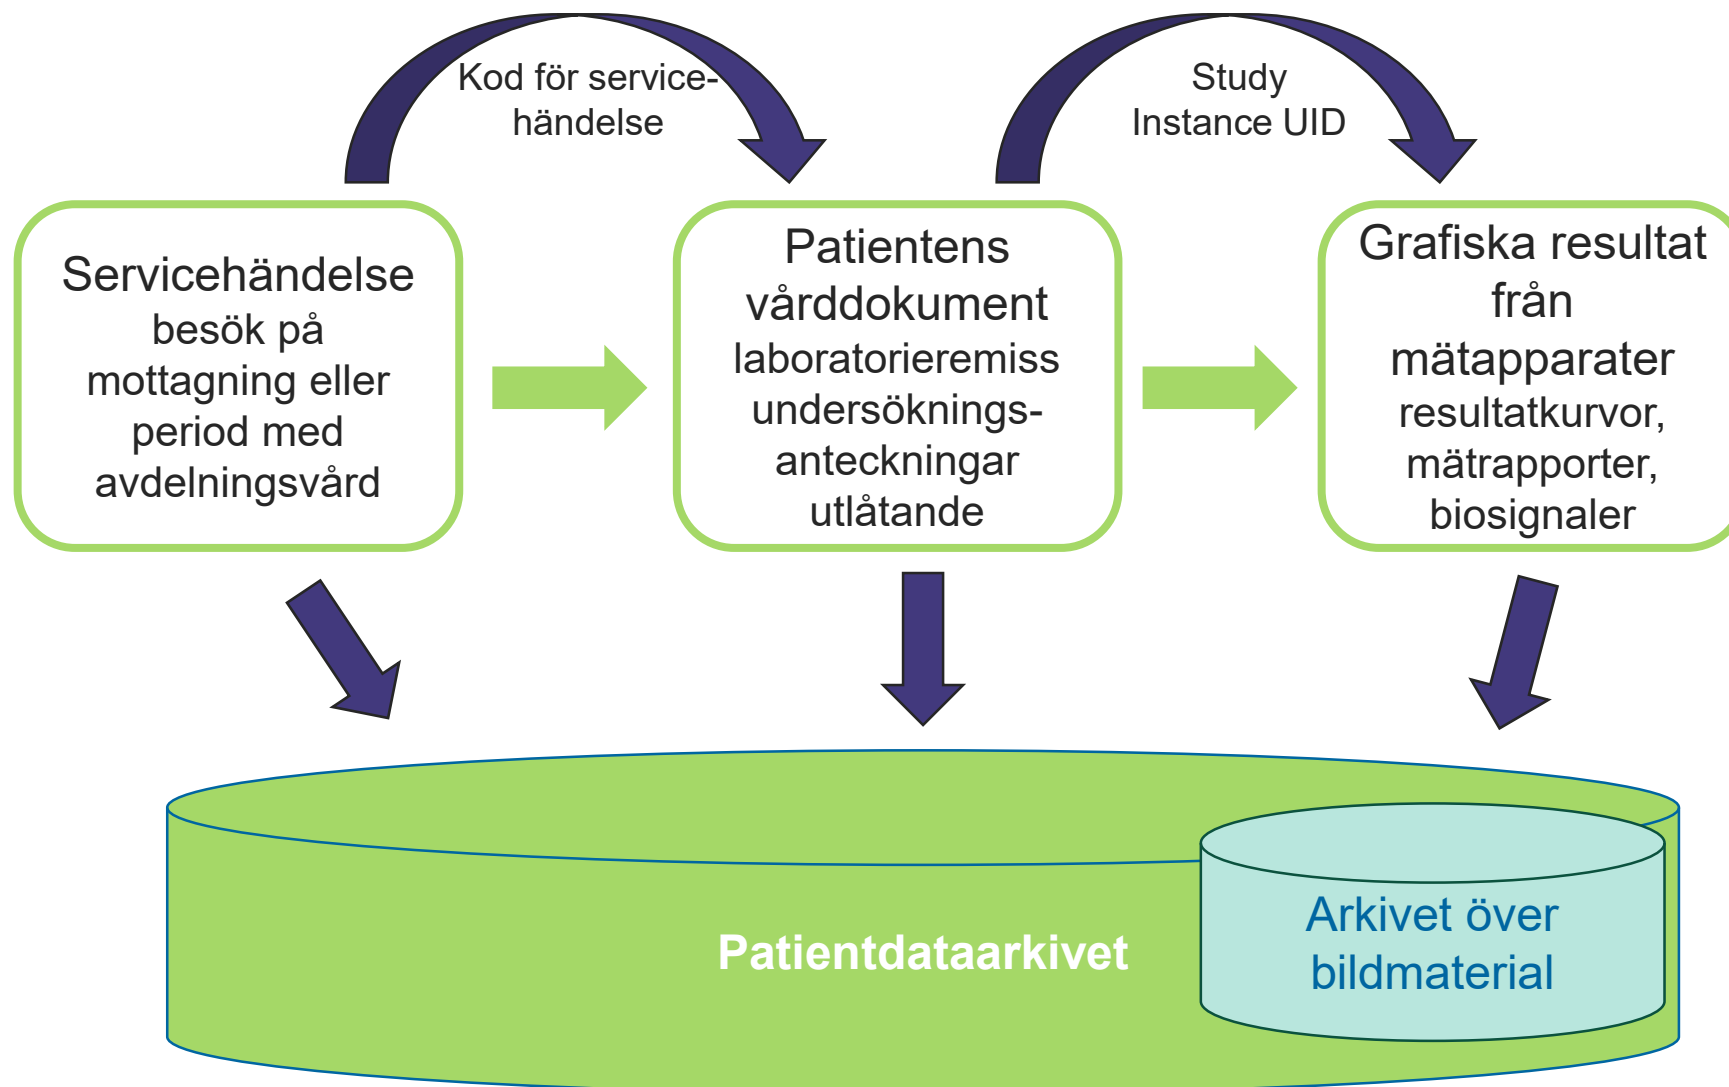 Kod för service-
händelse
Study
Instance UID
Servicehändelse
besök på
mottagning eller
period med
avdelningsvård
Patientens
vårddokument
laboratorieremiss
undersöknings-
anteckningar
utlåtande
Grafiska resultat
från
mätapparater
resultatkurvor,
mätrapporter,
biosignaler
Patientdataarkivet
Arkivet över
bildmaterial